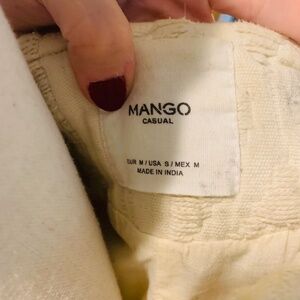 MANGO
CASUAL
EUR M / USA S / MEX M
MADE IN INDIA